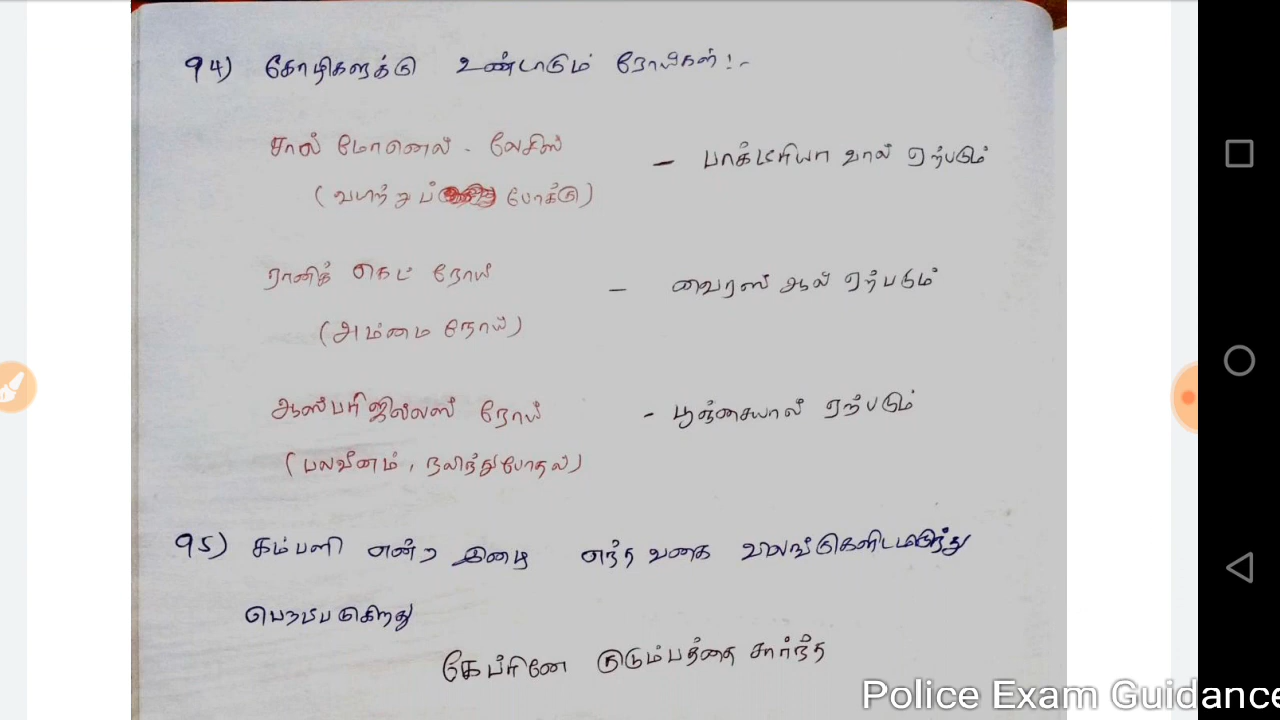 94) கோழிகளுக்கு உண்டாகும் நோய்கள்!-
சால் மோனெல் - லேசிஸ் - பாக்டீரியா வால் ஏற்படும்
(வயிற்றுப் போக்கு)
ராணிக் கெட் நோய் - வைரஸ் ஆல் ஏற்படும்
(அம்மை நோய்)
ஆஸ்பர்ஜில்லஸ் நோய் - பூஞ்சையால் ஏற்படும்
(பலவீனம், நலிந்துபோதல்)
95) கம்பளி என்ற இழை எந்த வகை விலங்குகளிடமிருந்து
பெறப்படுகிறது
கேப்ரினே குடும்பத்தை சார்ந்த
Police Exam Guidance